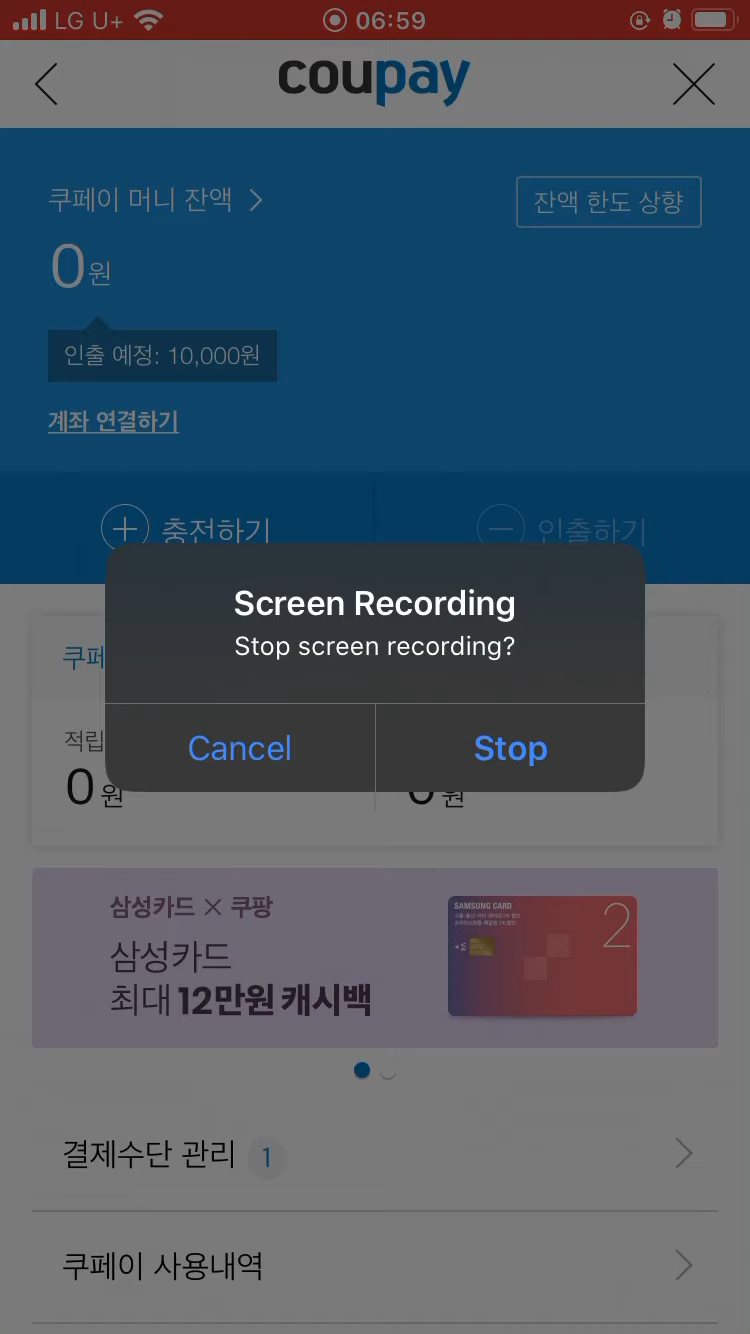 LG U+ 06:59
coupay
쿠페이 머니 잔액
잔액 한도 상향
0원
인출 예정: 10,000원
계좌 연결하기
충전하기
인출하기
Screen Recording
Stop screen recording?
Cancel
Stop
쿠페
적립
0원
0원
삼성카드 × 쿠팡
삼성카드
최대 12만원 캐시백
SAMSUNG CARD
2
결제수단 관리 1
쿠페이 사용내역